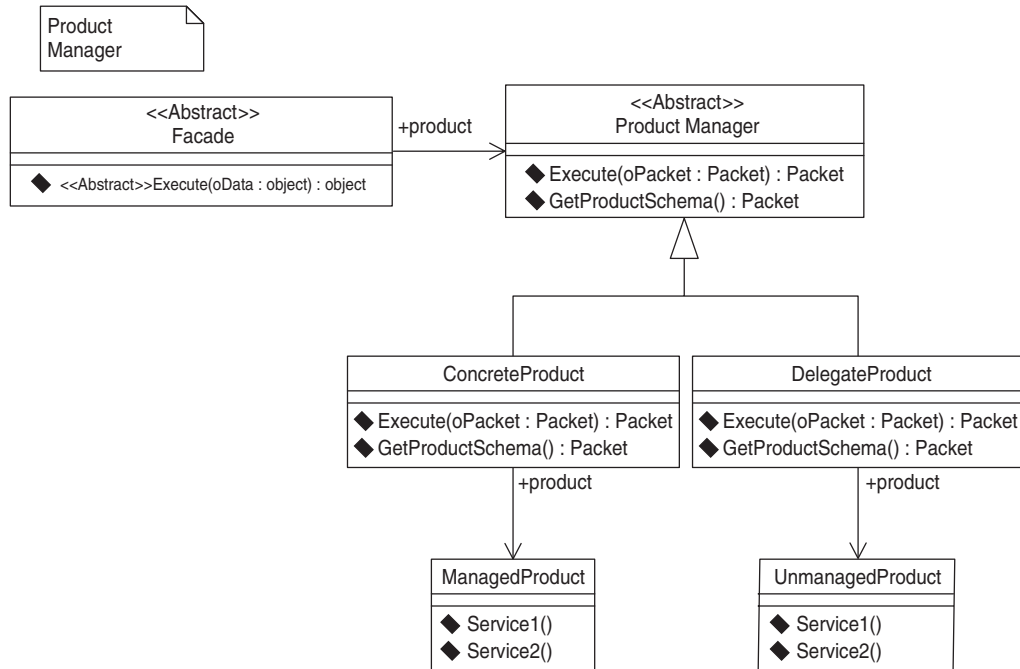 Product
Manager
<<Abstract>>
Facade
<<Abstract>>Execute(oData : object) : object
+product
<<Abstract>>
Product Manager
Execute(oPacket : Packet) : Packet
GetProductSchema() : Packet
ConcreteProduct
Execute(oPacket : Packet) : Packet
GetProductSchema() : Packet
DelegateProduct
Execute(oPacket : Packet) : Packet
GetProductSchema() : Packet
+product
+product
ManagedProduct
Service1()
Service2()
UnmanagedProduct
Service1()
Service2()